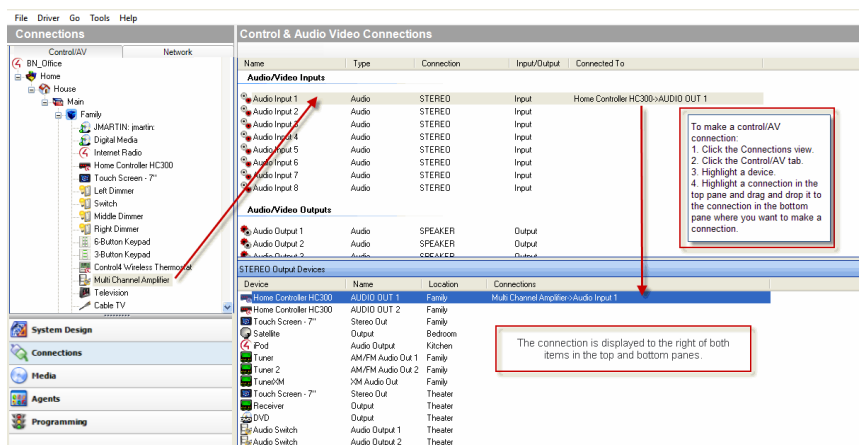 File Driver Go Tools Help
Connections
Control/AV Network
BN_Office
Home
House
Main
Family
JMARTIN: jmartin:
Digital Media
Internet Radio
Home Controller HC300
Touch Screen - 7"
Left Dimmer
Switch
Middle Dimmer
Right Dimmer
6-Button Keypad
3-Button Keypad
Control4 Wireless Thermostat
Multi Channel Amplifier
Television
Cable TV
System Design
Connections
Media
Agents
Programming
Control & Audio Video Connections
Name Type Connection Input/Output Connected To
Audio/Video Inputs
Audio Input 1 Audio STEREO Input Home Controller HC300->AUDIO OUT 1
Audio Input 2 Audio STEREO Input
Audio Input 3 Audio STEREO Input
Audio Input 4 Audio STEREO Input
Audio Input 5 Audio STEREO Input
Audio Input 6 Audio STEREO Input
Audio Input 7 Audio STEREO Input
Audio Input 8 Audio STEREO Input
Audio/Video Outputs
Audio Output 1 Audio SPEAKER Output
Audio Output 2 Audio SPEAKER Output
Audio Output 3 Audio SPEAKER Output
To make a control/AV
connection:
1. Click the Connections view.
2. Click the Control/AV tab.
3. Highlight a device.
4. Highlight a connection in the
top pane and drag and drop it to
the connection in the bottom
pane where you want to make a
connection.
STEREO Output Devices
Device Name Location Connections
Home Controller HC300 AUDIO OUT 1 Family Multi Channel Amplifier->Audio Input 1
Home Controller HC300 AUDIO OUT 2 Family
Touch Screen - 7" Stereo Out Family
Satellite Output Bedroom
iPod Audio Output Kitchen
Tuner AM/FM Audio Out 1 Family
Tuner 2 AM/FM Audio Out 2 Family
TunerXM XM Audio Out Family
Touch Screen - 7" Stereo Out Theater
Receiver Output Theater
DVD Output Theater
Audio Switch Audio Output 1 Theater
Audio Switch Audio Output 2 Theater
The connection is displayed to the right of both
items in the top and bottom panes.